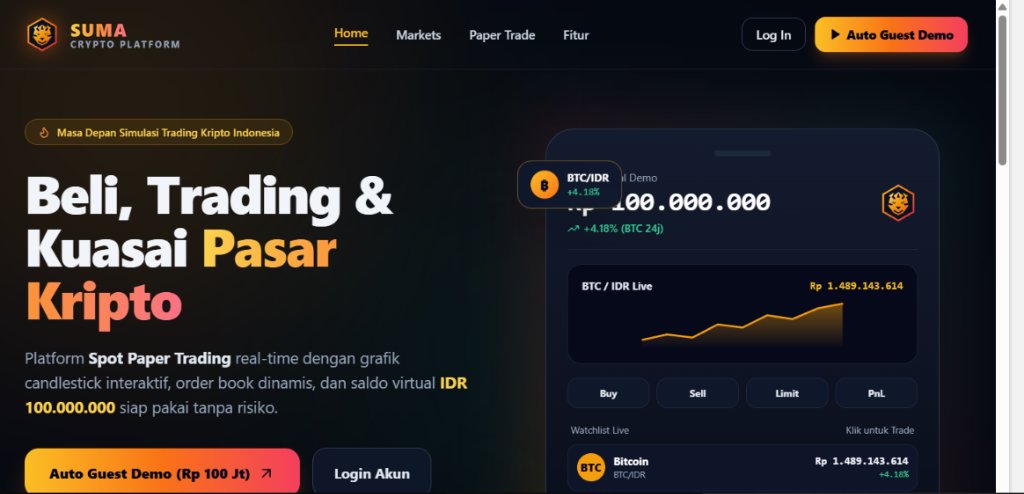 SUMA
CRYPTO PLATFORM
Home
Markets
Paper Trade
Fitur
Log In
Auto Guest Demo
Masa Depan Simulasi Trading Kripto Indonesia
Beli, Trading &
Kuasai Pasar
Kripto
Platform Spot Paper Trading real-time dengan grafik
candlestick interaktif, order book dinamis, dan saldo virtual IDR
100.000.000 siap pakai tanpa risiko.
Auto Guest Demo (Rp 100 Jt)
Login Akun
BTC/IDR
+4.18%
Demo
Rp 100.000.000
+4.18% (BTC 24j)
BTC / IDR Live
Rp 1.489.143.614
Buy
Sell
Limit
PnL
Watchlist Live
Klik untuk Trade
BTC
Bitcoin
BTC/IDR
Rp 1.489.143.614
+4.18%